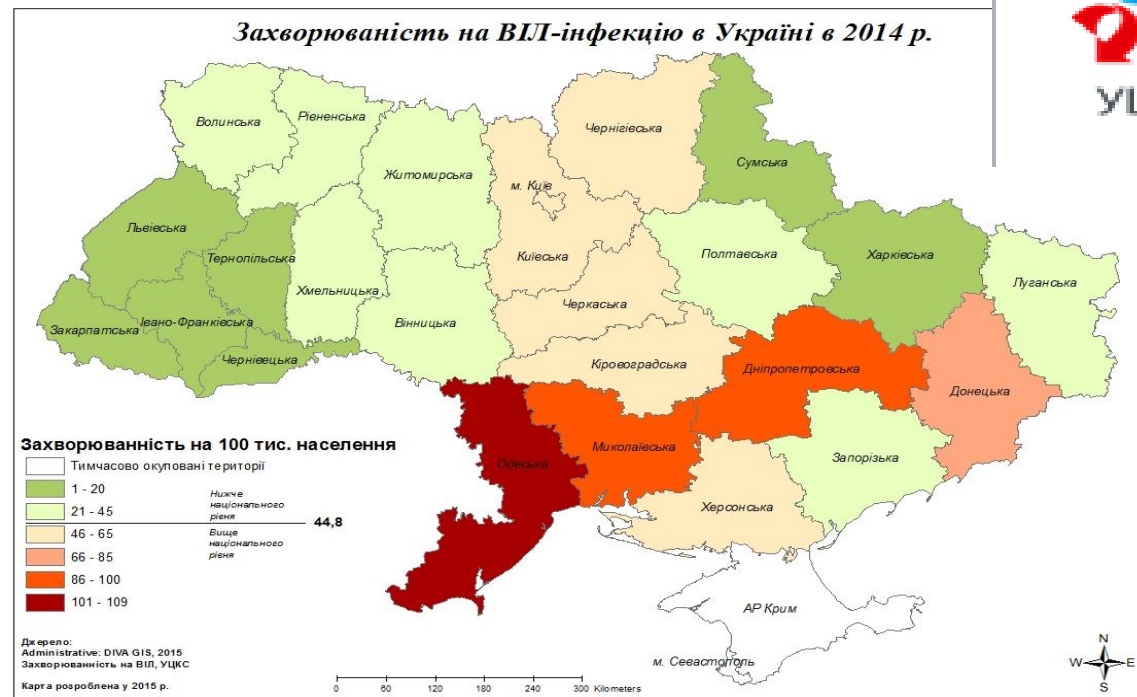 Захворюваність на ВІЛ-інфекцію в Україні в 2014 р.
Волинська
Рівненська
Житомирська
м. Київ
Чернігівська
Сумська
Львівська
Тернопільська
Хмельницька
Київська
Полтавська
Харківська
Луганська
Закарпатська
Івано-Франківська
Чернівецька
Вінницька
Черкаська
Кіровоградська
Дніпропетровська
Донецька
Одеська
Миколаївська
Запорізька
Херсонська
АР Крим
м. Севастополь
Захворюванність на 100 тис. населення
Тимчасово окуповані території
1 - 20
21 - 45
46 - 65
66 - 85
86 - 100
101 - 109
Нижче
національного
рівня
44,8
Вище
національного
рівня
Джерело:
Administrative: DIVA GIS, 2015
Захворюванність на ВІЛ, УЦКС
Карта розроблена у 2015 р.
0 60 120 180 240 300 Kilometers
N
W E
S